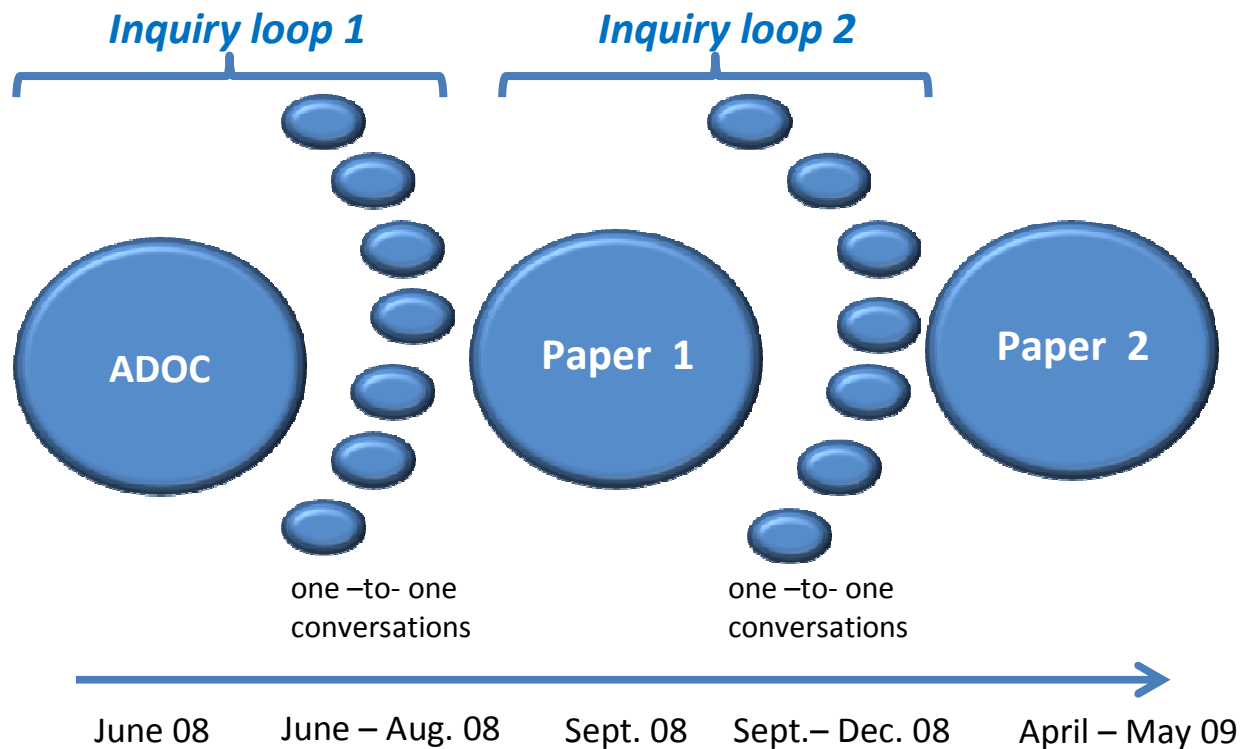 Inquiry loop 1
Inquiry loop 2
ADOC
Paper 1
Paper 2
one –to- one
conversations
one –to- one
conversations
June 08
June – Aug. 08
Sept. 08
Sept.– Dec. 08
April – May 09